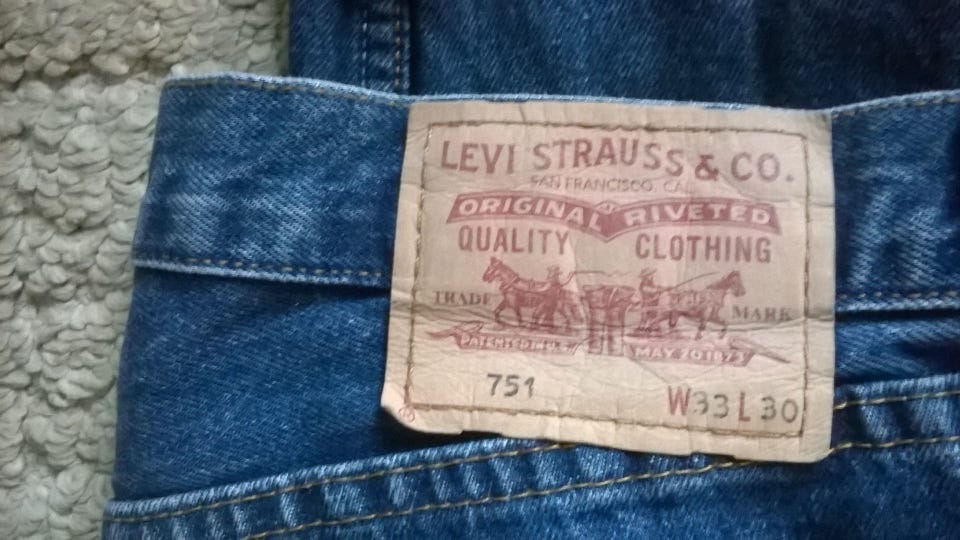 LEVI STRAUSS & CO.
SAN FRANCISCO, CAL.
ORIGINAL RIVETED
QUALITY CLOTHING
TRADE MARK
MAY 20 1873
751 W33 L30
®